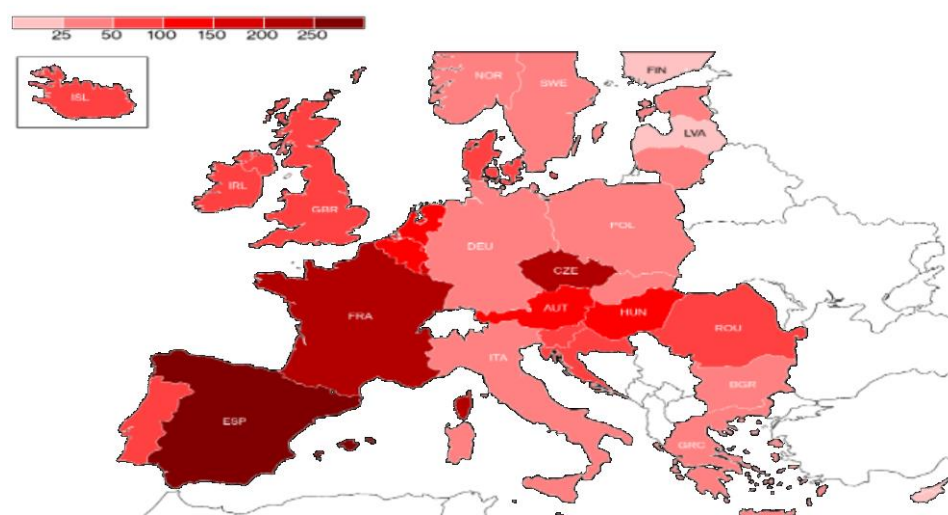 25 50 100 150 200 250
ISL
NOR
SWE
FIN
LVA
IRL
GBR
DEU
POL
CZE
FRA
AUT
HUN
ROU
ITA
BGR
ESP
GRC